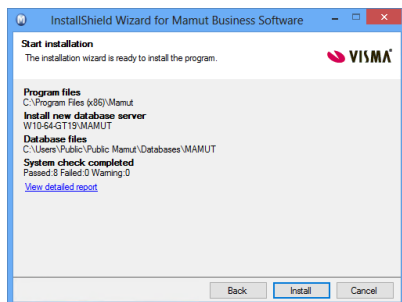 InstallShield Wizard for Mamut Business Software
Start installation
The installation wizard is ready to install the program.
VISMA
Program files
C:\Program Files (x86)\Mamut
Install new database server
W10-64-GT19\MAMUT
Database files
C:\Users\Public\Public Mamut\Databases\MAMUT
System check completed
Passed:8 Failed:0 Warning:0
View detailed report
Back Install Cancel